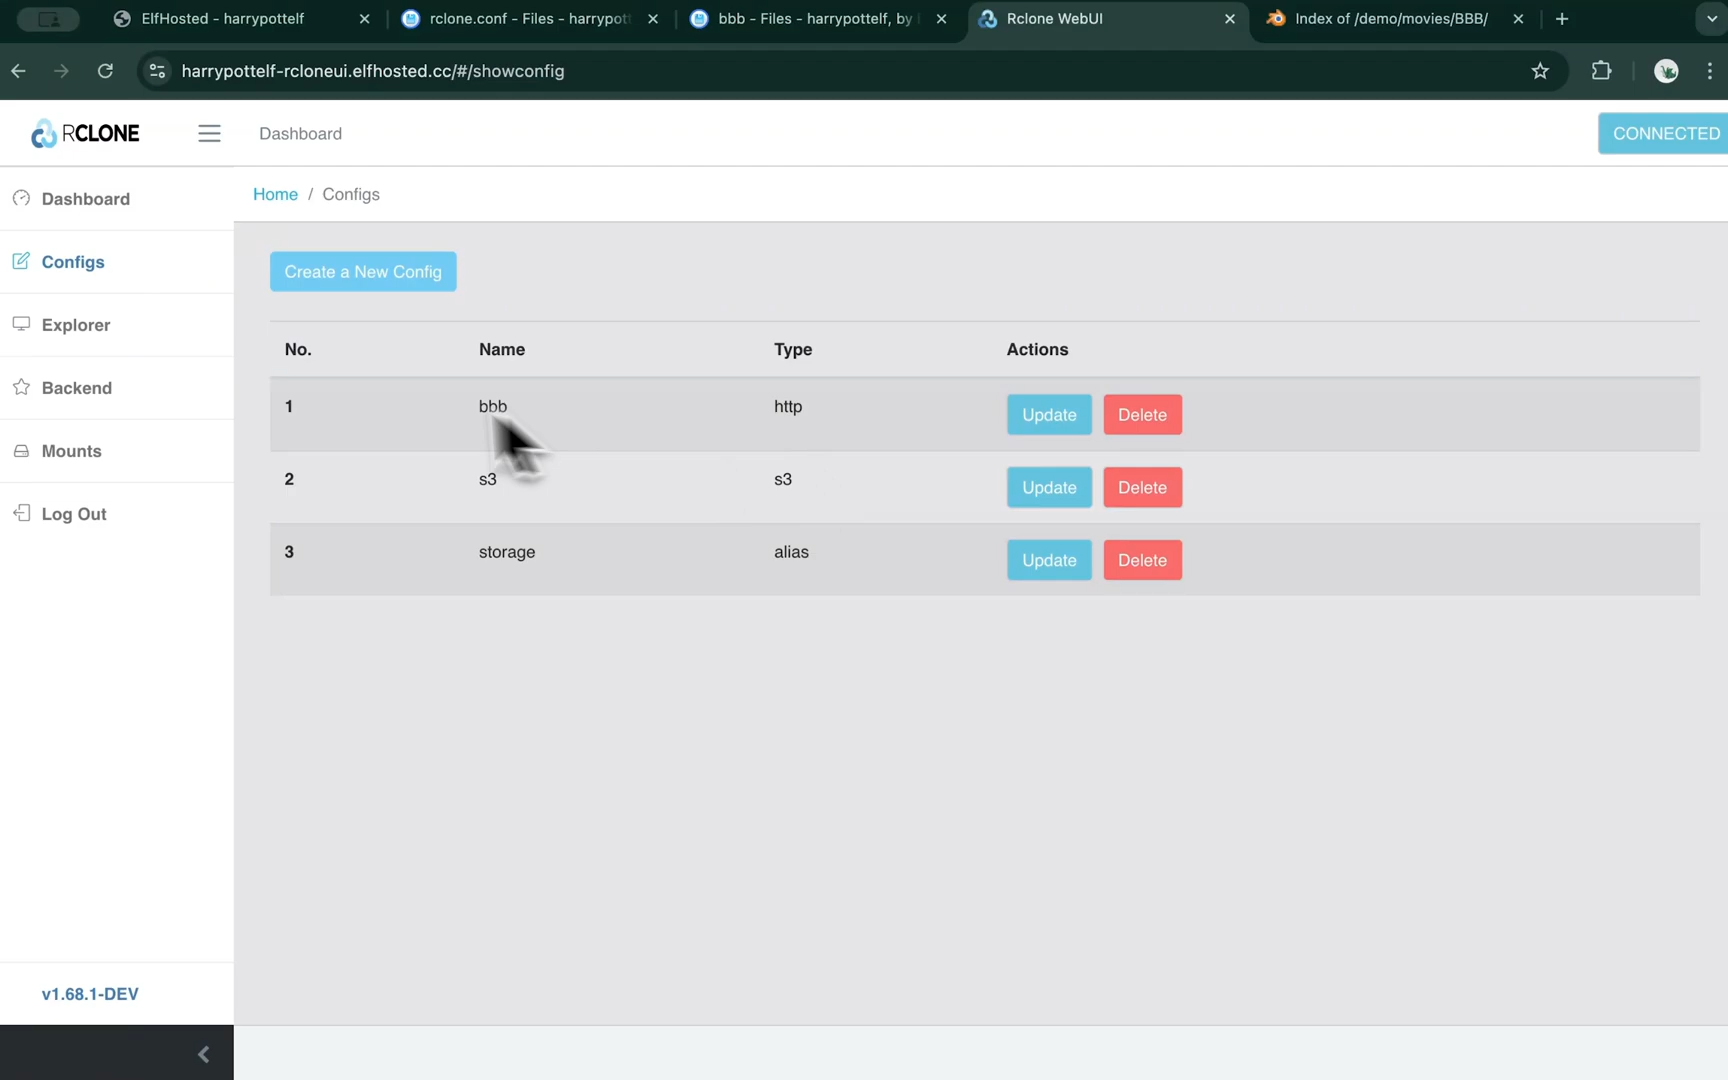 ElfHosted - harrypottelf
rclone.conf - Files - harrypott
bbb - Files - harrypottelf, by
Rclone WebUI
Index of /demo/movies/BBB/
harrypottelf-rcloneui.elfhosted.cc/#/showconfig
RCLONE
Dashboard
CONNECTED
Dashboard
Home / Configs
Configs
Create a New Config
Explorer
No. Name Type Actions
Backend
1 bbb http Update Delete
Mounts
2 s3 s3 Update Delete
Log Out
3 storage alias Update Delete
v1.68.1-DEV